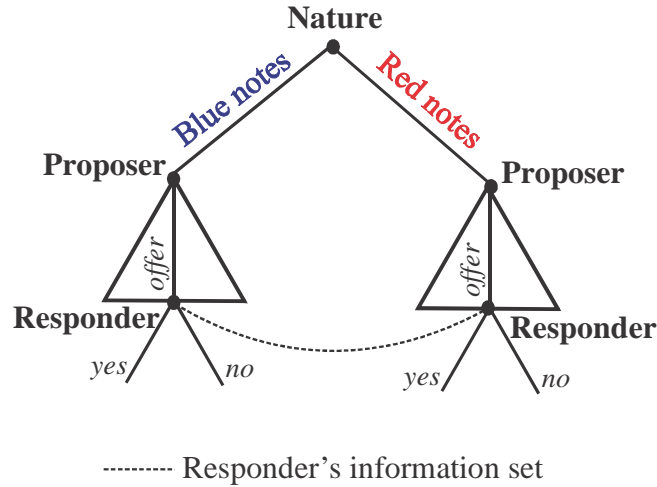 Nature
Blue notes
Red notes
Proposer
Proposer
offer
offer
Responder
Responder
yes
no
yes
no
Responder’s information set